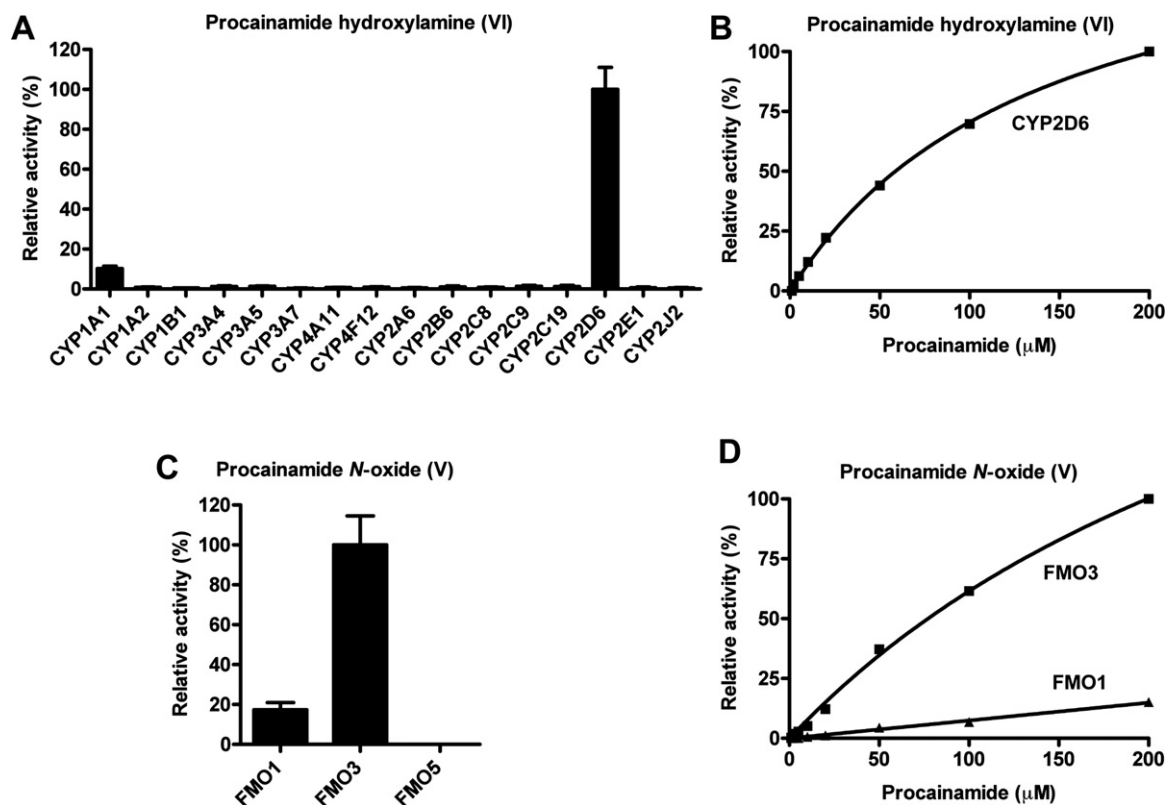 A
Procainamide hydroxylamine (VI)
Relative activity (%)
120
100
80
60
40
20
0
CYP1A1
CYP1A2
CYP1B1
CYP3A4
CYP3A5
CYP3A7
CYP4A11
CYP4F12
CYP2A6
CYP2B6
CYP2C8
CYP2C9
CYP2C19
CYP2D6
CYP2E1
CYP2J2
B
Procainamide hydroxylamine (VI)
Relative activity (%)
100
75
50
25
0
CYP2D6
0 50 100 150 200
Procainamide (μM)
C
Procainamide N-oxide (V)
Relative activity (%)
120
100
80
60
40
20
0
FMO1
FMO3
FMO5
D
Procainamide N-oxide (V)
Relative activity (%)
100
75
50
25
0
FMO3
FMO1
0 50 100 150 200
Procainamide (μM)